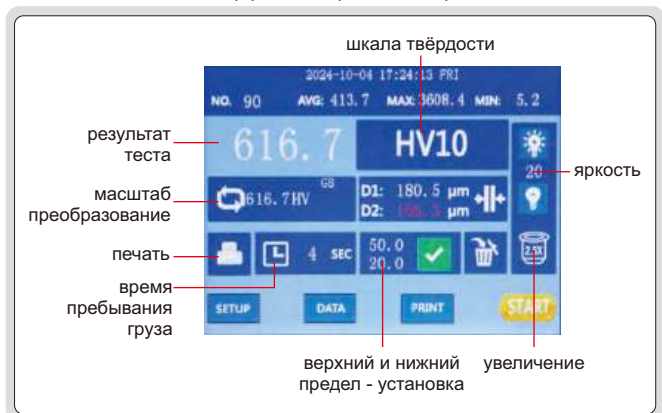 шкала твёрдости
2024-10-04 17:24:13 FRI
NO. 90 AVG: 413.7 MAX: 3608.4 MIN: 5.2
результат
теста
616.7
HV10
20
яркость
масштаб
преобразование
616.7HV GB
D1: 180.5 µm
D2: µm
печать
4 SEC
50.0
20.0
2.5X
время
пребывания
груза
SETUP
DATA
PRINT
START
верхний и нижний
предел - установка
увеличение